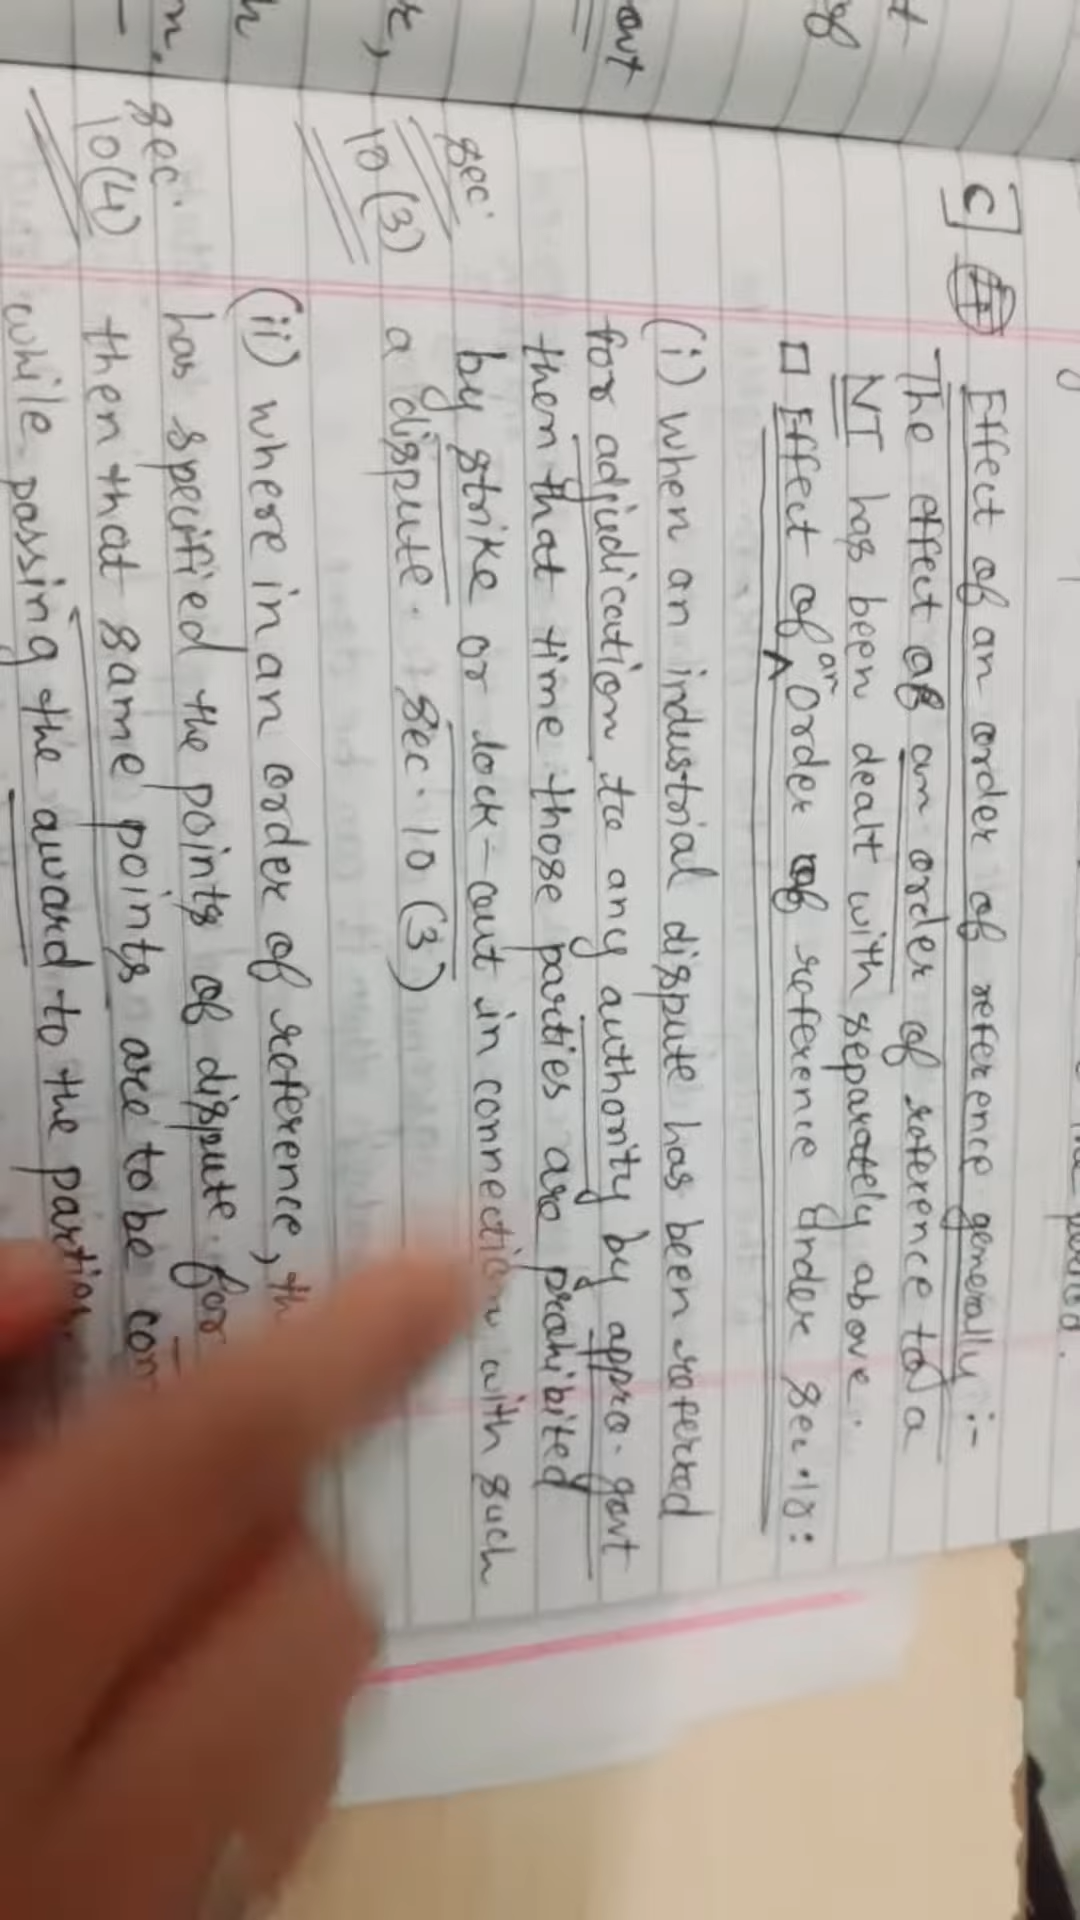 C] Effect of an order of reference generally :-
The effect of an order of reference to a
NT has been dealt with separately above.
□ Effect of an order of reference Under sec. 10:
(i) when an industrial dispute has been referred
for adjudication to any authority by appro. govt
then that time those parties are prohibited
sec. 10(3) by strike or lock-out in connection with such
a dispute. Sec. 10 (3)
(ii) where in an order of reference,
has specified the points of dispute for
sec. 10(4) then that same points are to be
while passing the award to the parties.